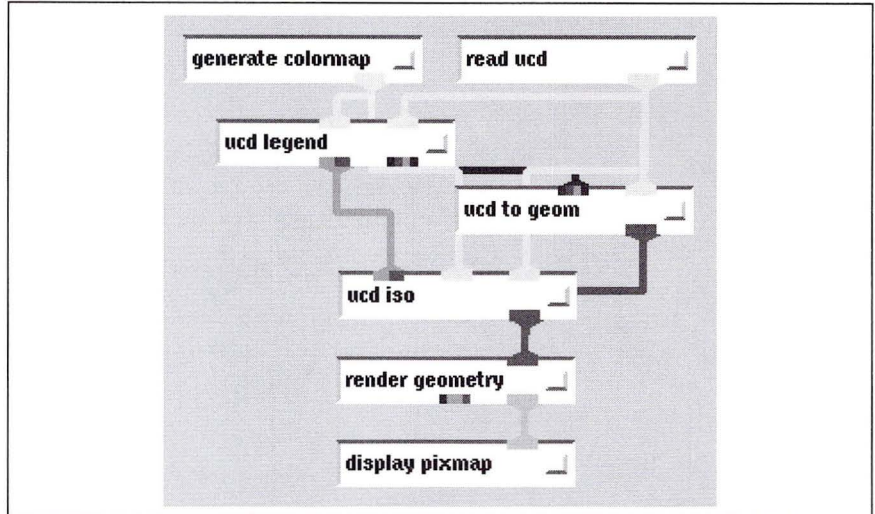 generate colormap
read ucd
ucd legend
ucd to geom
ucd iso
render geometry
display pixmap